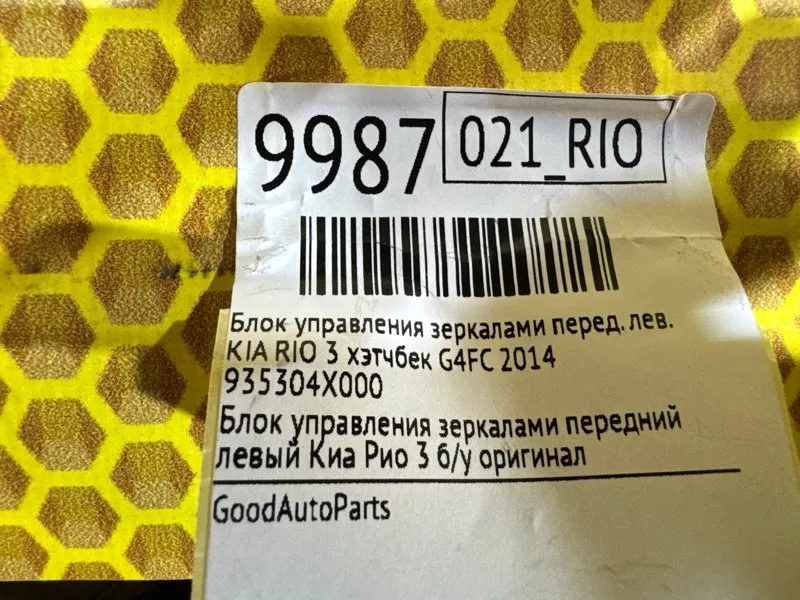 9987 021_RIO
Блок управления зеркалами перед. лев.
KIA RIO 3 хэтчбек G4FC 2014
935304X000
Блок управления зеркалами передний
левый Киа Рио 3 б/у оригинал
GoodAutoParts